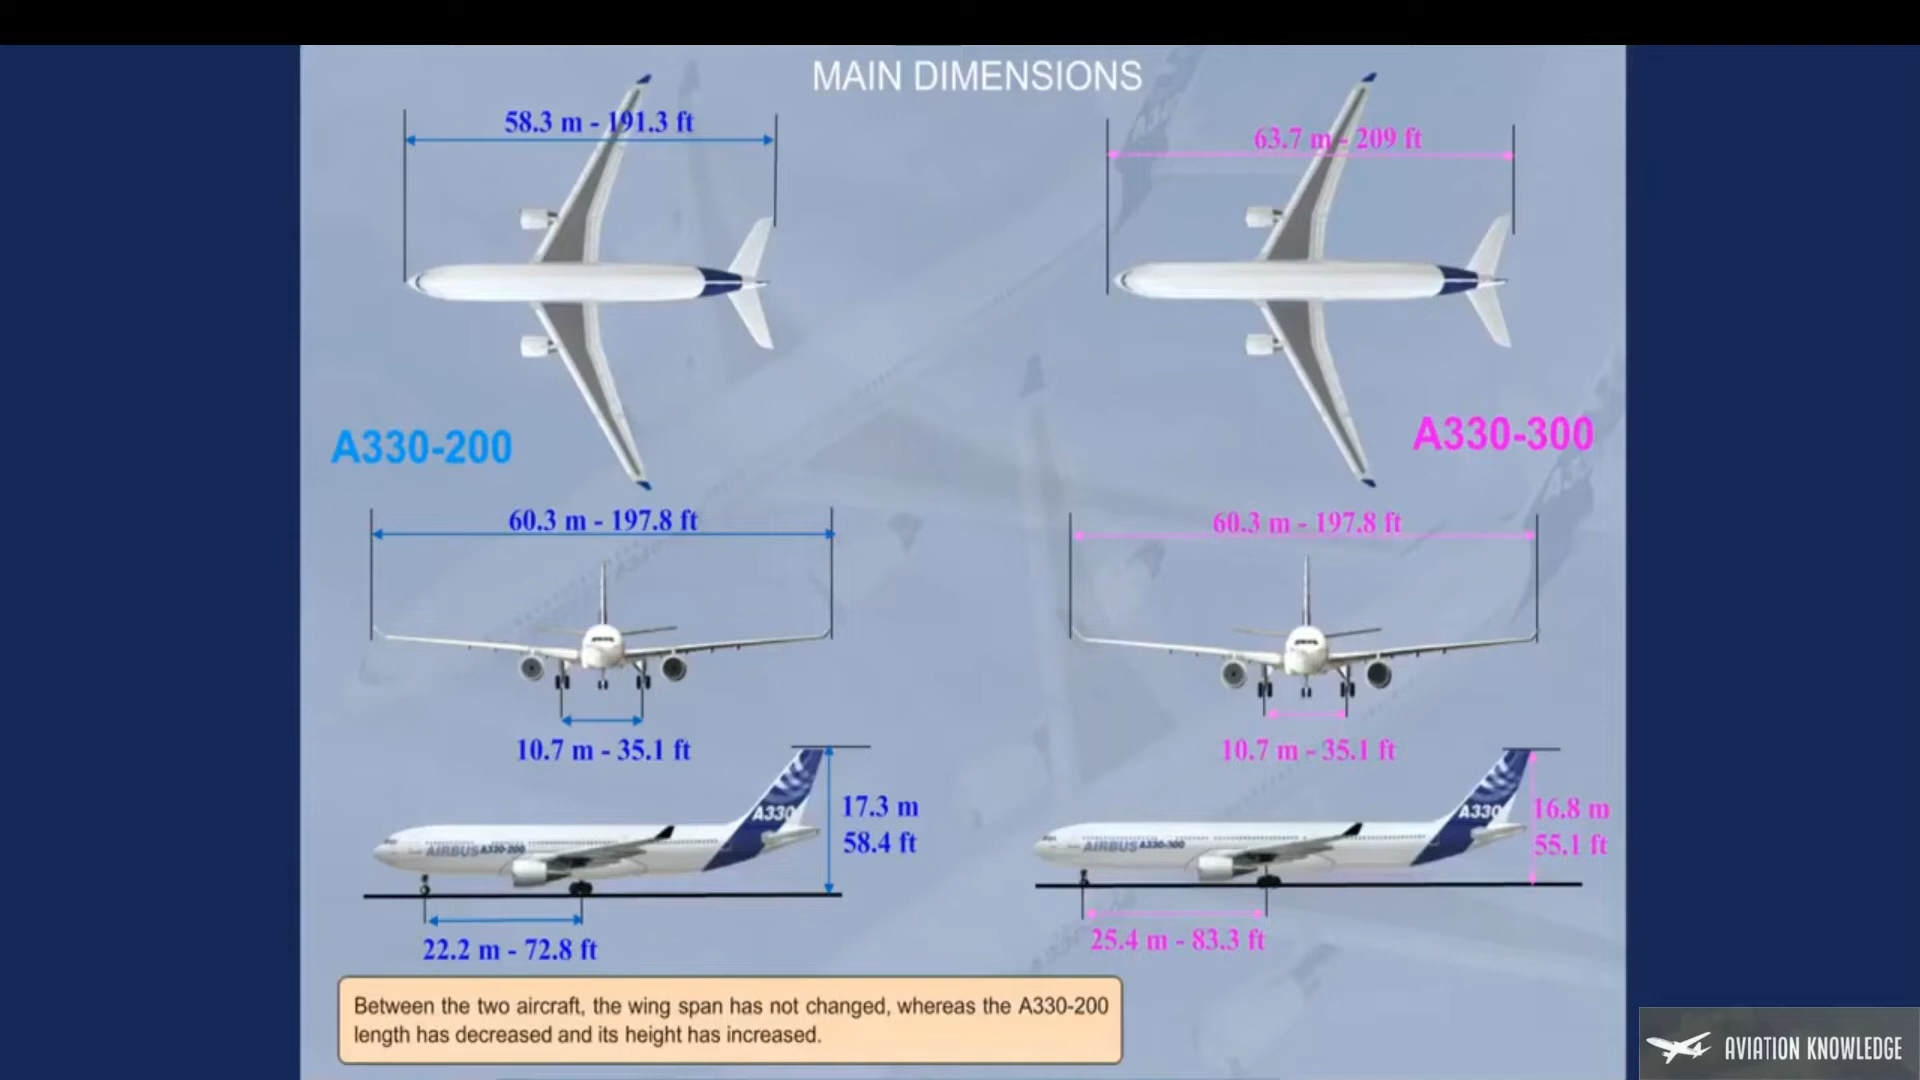 MAIN DIMENSIONS
58.3 m - 191.3 ft
63.7 m - 209 ft
A330-200
A330-300
60.3 m - 197.8 ft
60.3 m - 197.8 ft
10.7 m - 35.1 ft
10.7 m - 35.1 ft
A330
17.3 m
58.4 ft
AIRBUS A330-200
A330
16.8 m
55.1 ft
AIRBUS A330-300
22.2 m - 72.8 ft
25.4 m - 83.3 ft
Between the two aircraft, the wing span has not changed, whereas the A330-200
length has decreased and its height has increased.
AVIATION KNOWLEDGE